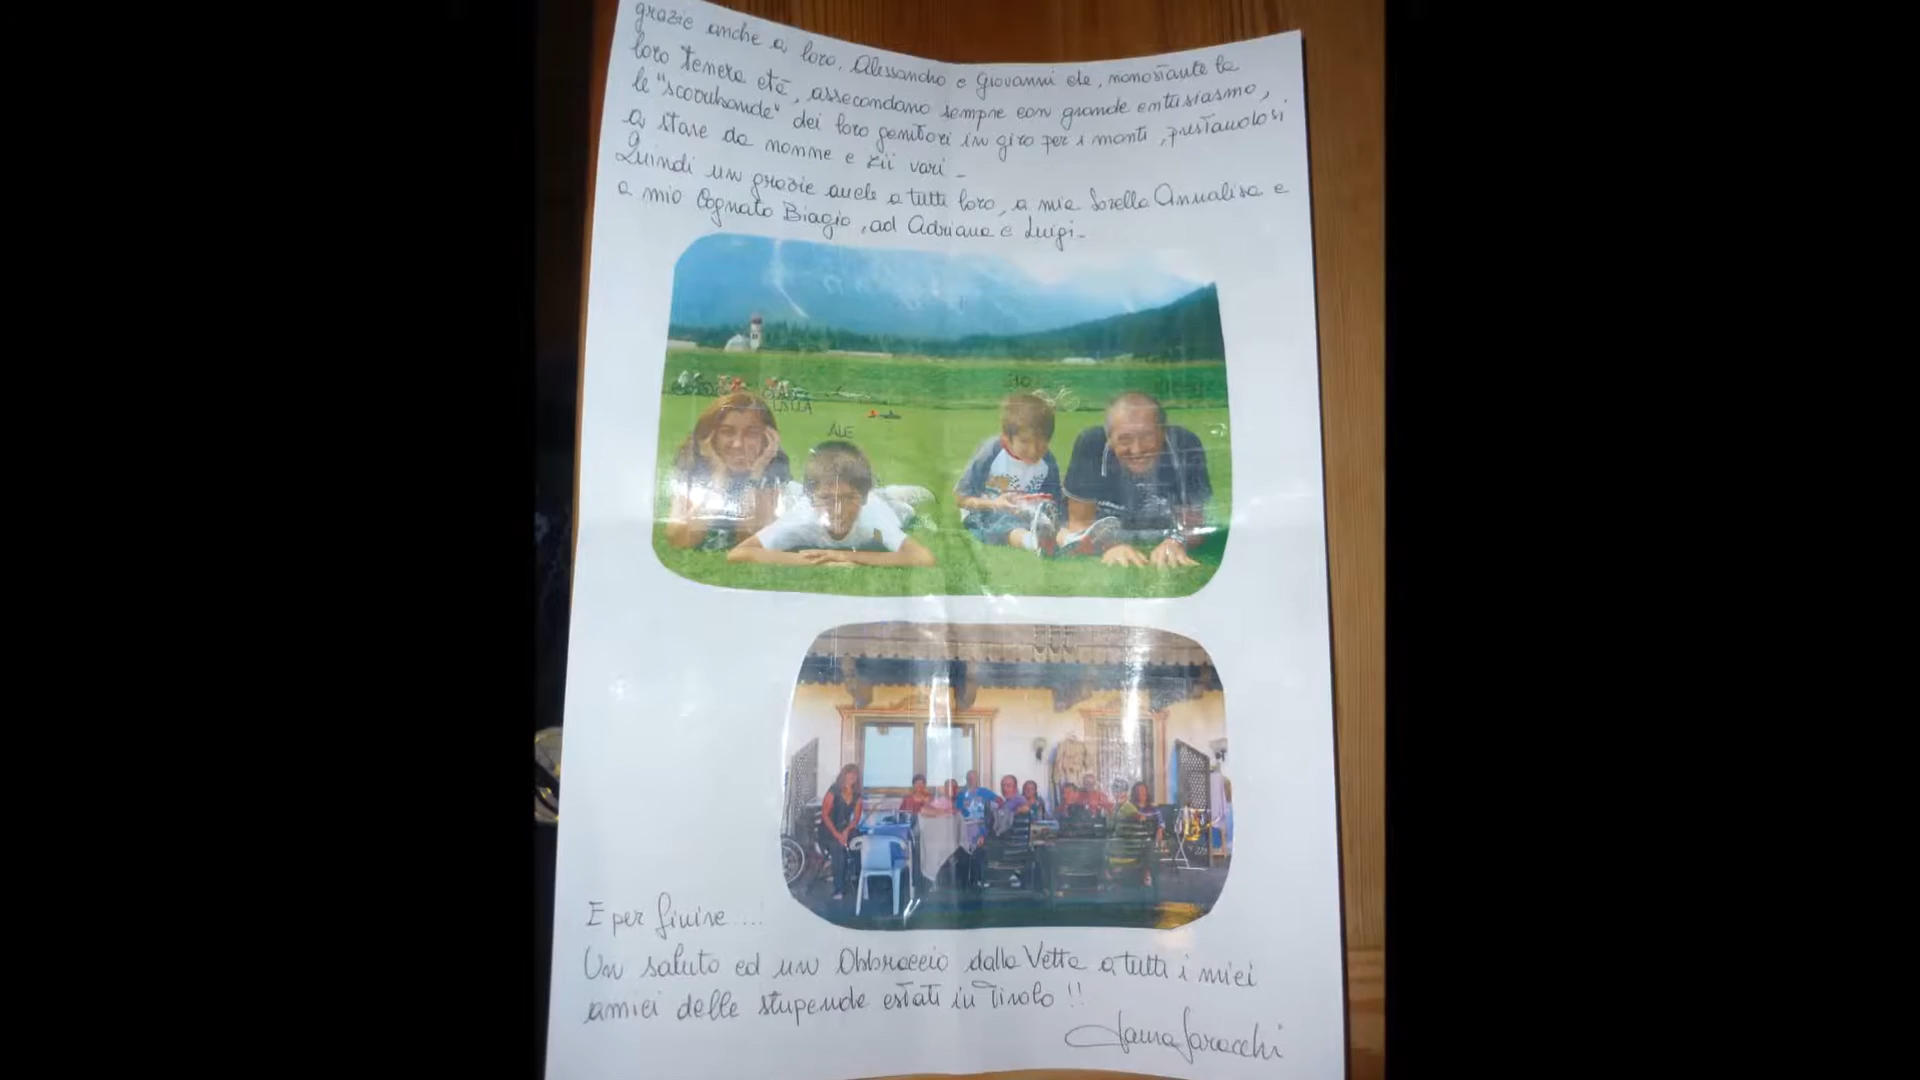 grazie anche a loro, Alessandro e Giovanni che, nonostante la
loro tenera età, assecondano sempre con grande entusiasmo,
le "scorribande" dei loro genitori in giro per i monti, prestandosi
a stare da nonne e zii vari -
Quindi un grazie anche a tutti loro, a mia sorella Annalisa e
a mio Cognato Biagio, ad Adriana e Luigi -
ALE
E per finire ....
Un saluto ed un Abbraccio dalla Vetta a tutti i miei
amici delle stupende estati in Tirolo !!